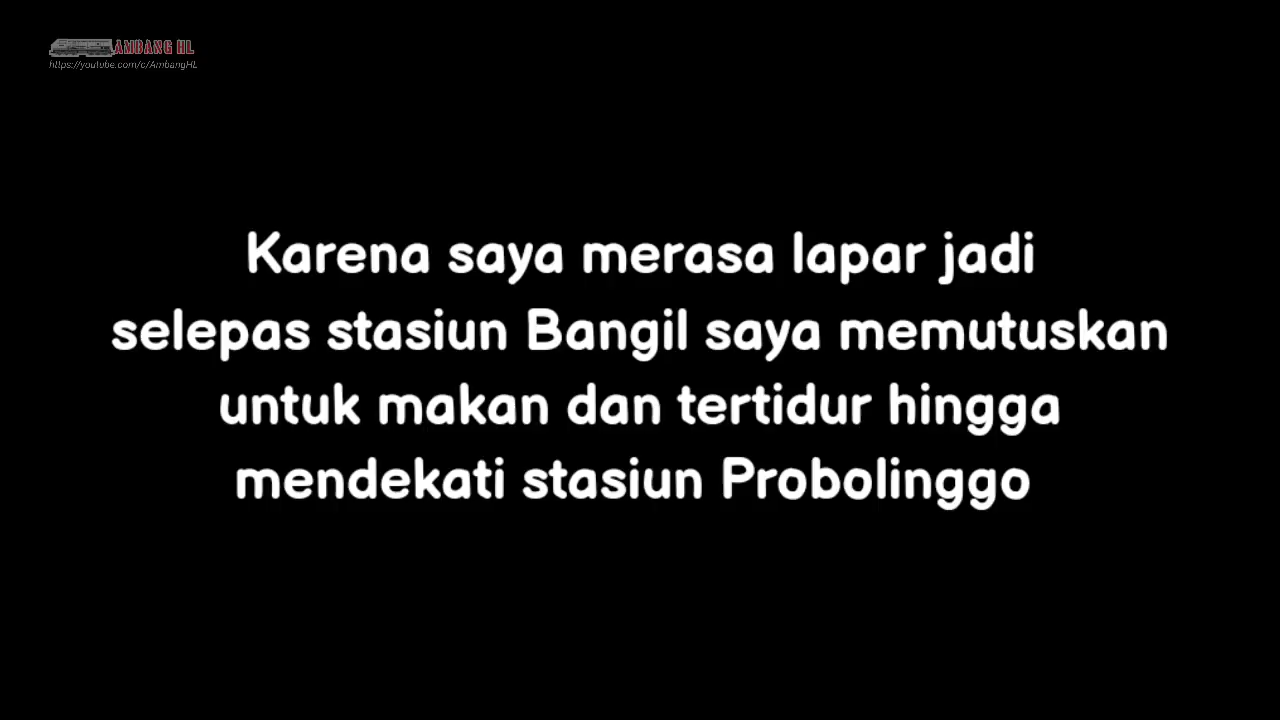 AMBANG HL
https://youtube.com/c/AmbangHL
Karena saya merasa lapar jadi
selepas stasiun Bangil saya memutuskan
untuk makan dan tertidur hingga
mendekati stasiun Probolinggo